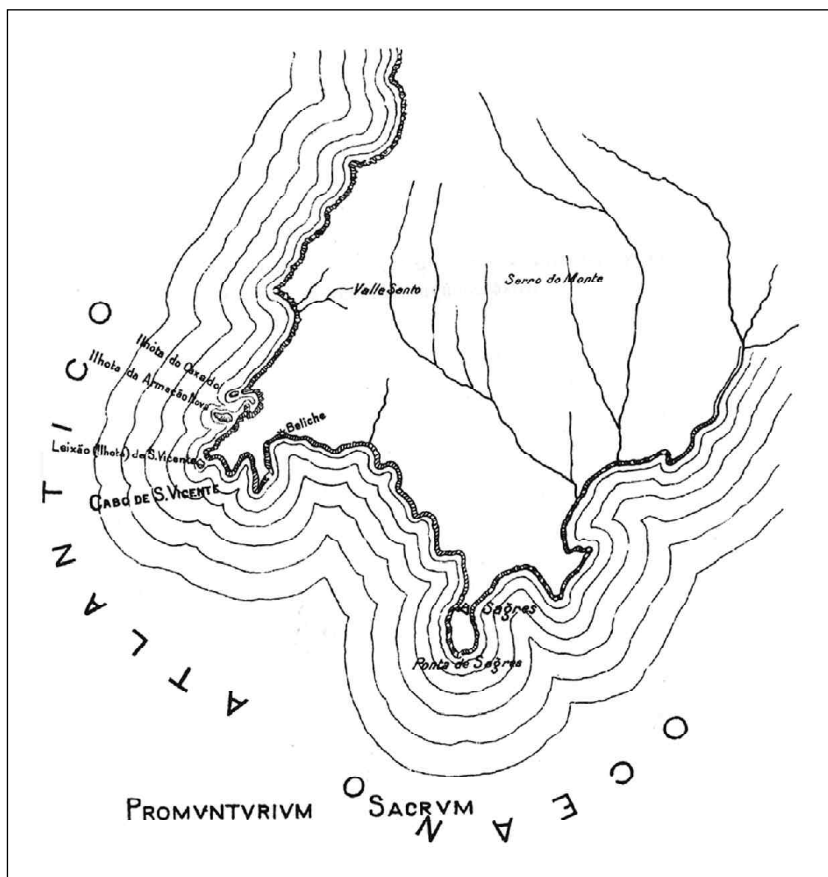 Valle Santo
Serro do Monte
Ilhota do Caxado
Ilhota da Armação Nova
Beliche
Leixão (Ilhota) de S. Vicente
CABO DE S. VICENTE
Sagres
Ponta de Sagres
OCEANO
ATLANTICO
PROMVNTVRIVM SACRVM